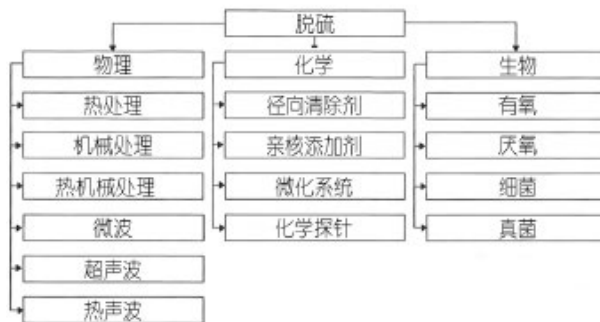 脱硫
物理
化学
生物
热处理
径向清除剂
有氧
机械处理
亲核添加剂
厌氧
热机械处理
微化系统
细菌
微波
化学探针
真菌
超声波
热声波